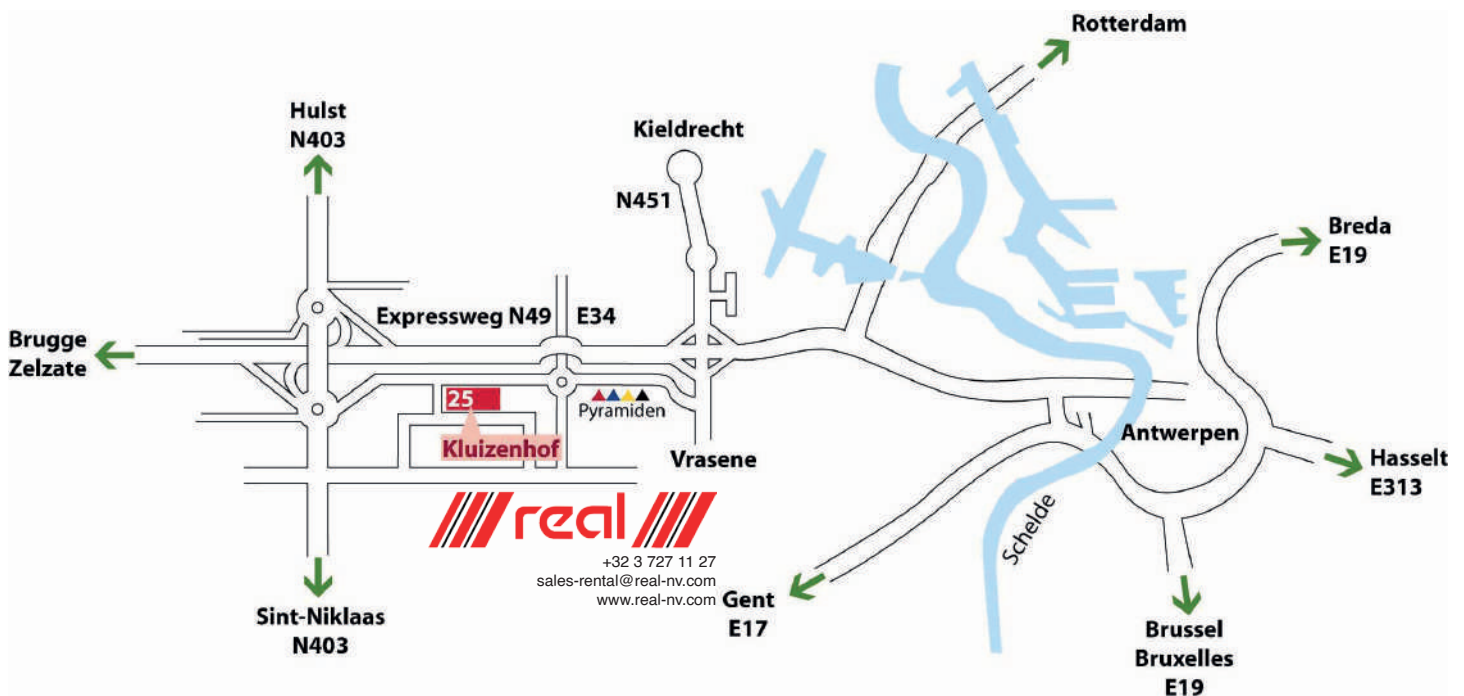 Rotterdam
Hulst
N403
Kieldrecht
N451
Breda
E19
Expressweg N49
E34
Brugge
Zelzate
25
Pyramiden
Kluizenhof
Antwerpen
Vrasene
Hasselt
E313
real
Schelde
+32 3 727 11 27
sales-rental@real-nv.com
www.real-nv.com
Gent
E17
Sint-Niklaas
N403
Brussel
Bruxelles
E19